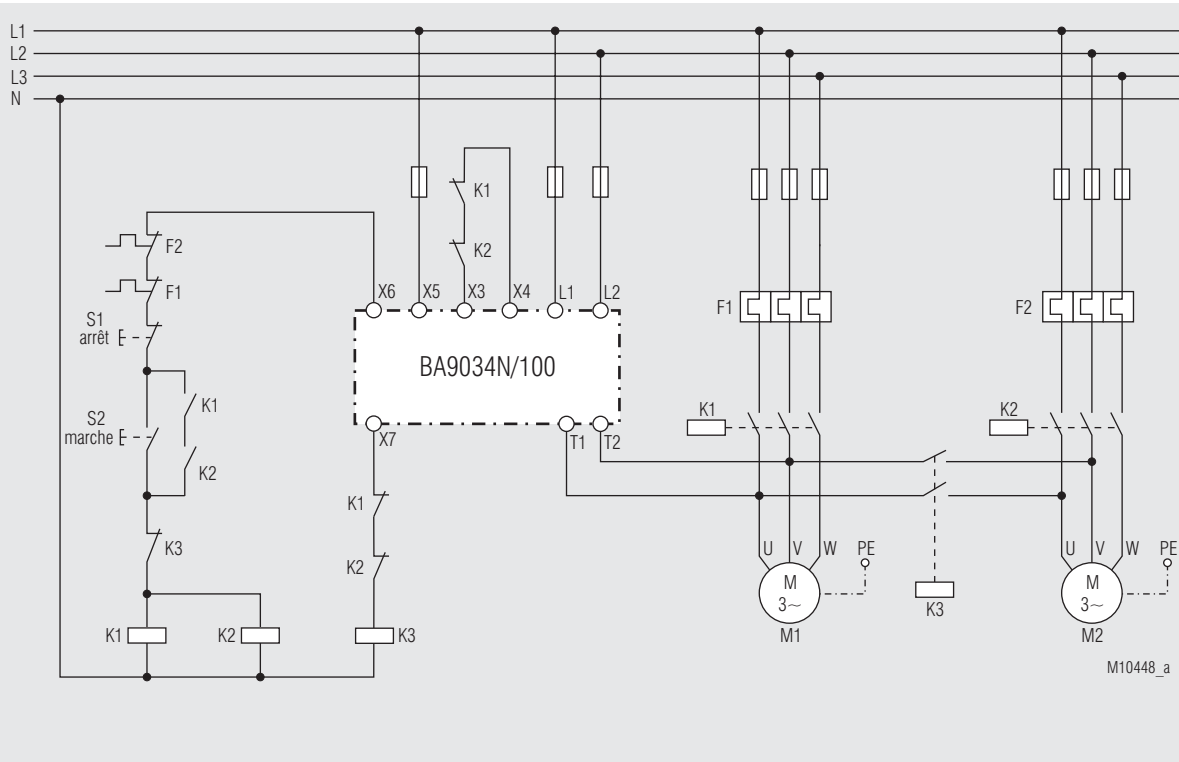 L1
L2
L3
N
K1
K2
F2
F1
S1
arrêt
S2
marche
K1
K2
K3
K1
K2
X6
X5
X3
X4
L1
L2
BA9034N/100
X7
T1
T2
K1
K2
K3
F1
F2
K1
K2
U
V
W
PE
M
3~
M1
K3
U
V
W
PE
M
3~
M2
M10448_a